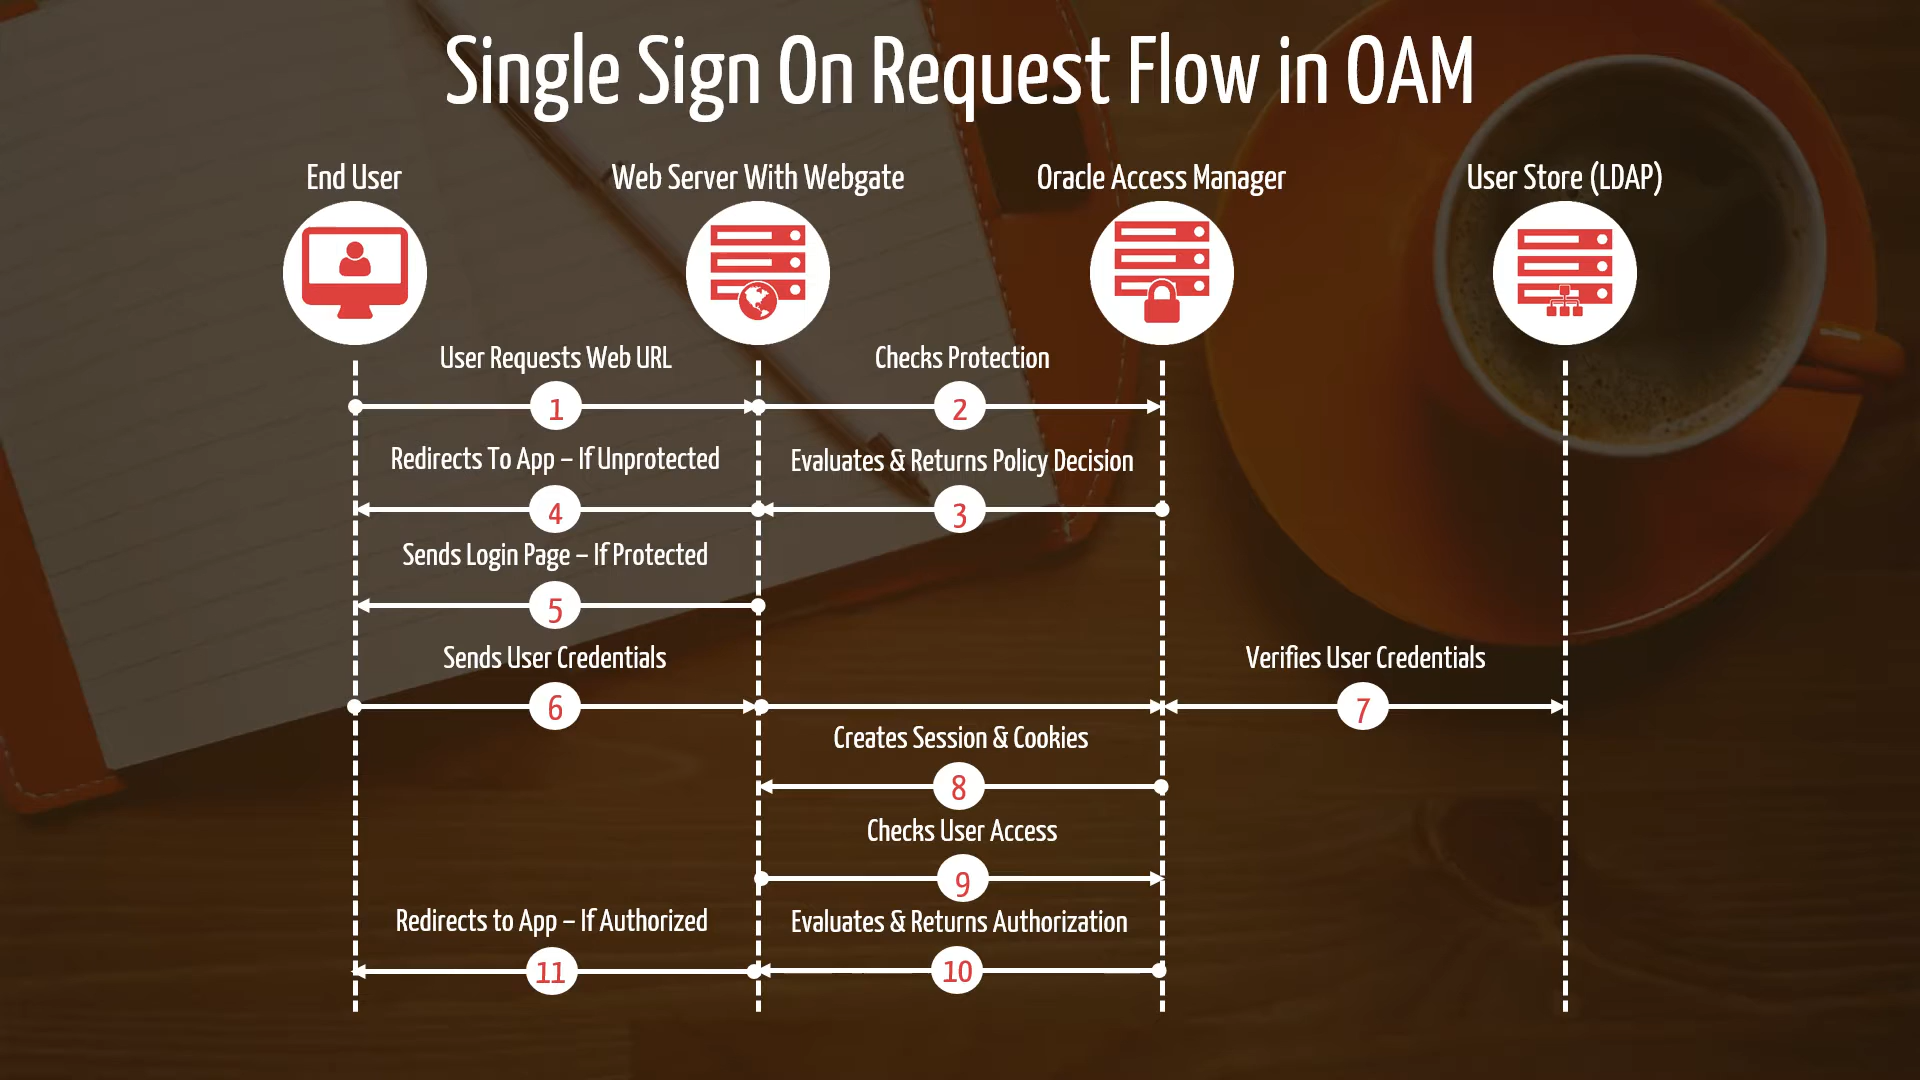 Single Sign On Request Flow in OAM
End User
Web Server With Webgate
Oracle Access Manager
User Store (LDAP)
User Requests Web URL
Checks Protection
1
2
Redirects To App – If Unprotected
Evaluates & Returns Policy Decision
4
3
Sends Login Page – If Protected
5
Sends User Credentials
Verifies User Credentials
6
7
Creates Session & Cookies
8
Checks User Access
9
Redirects to App – If Authorized
Evaluates & Returns Authorization
11
10